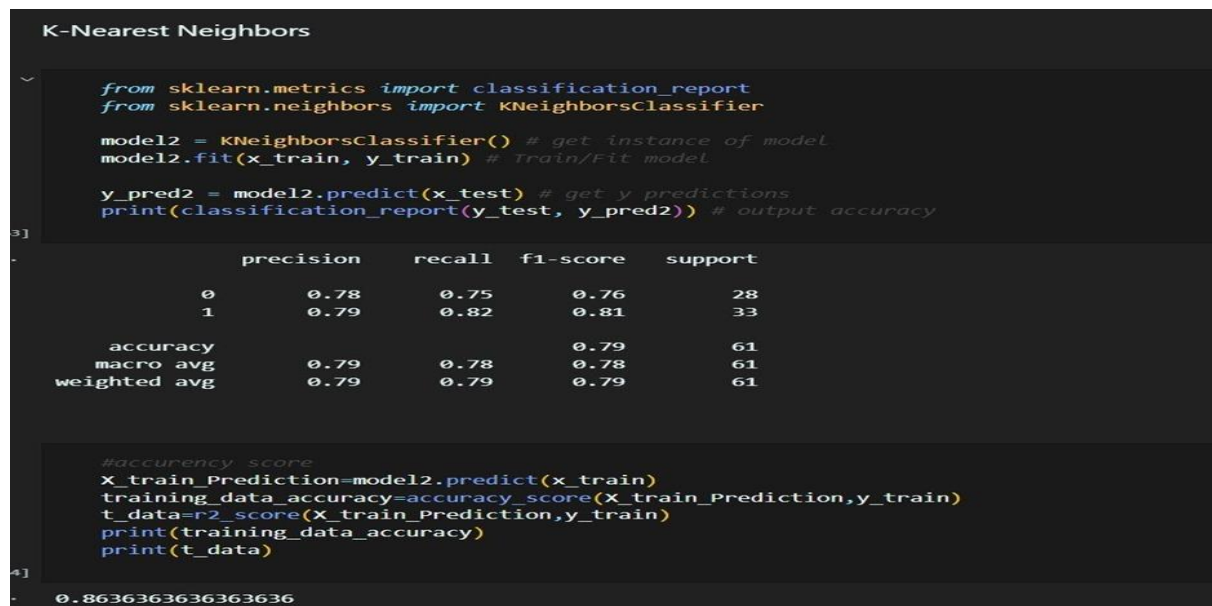 K-Nearest Neighbors
from sklearn.metrics import classification_report
from sklearn.neighbors import KNeighborsClassifier
model2 = KNeighborsClassifier() # get instance of model
model2.fit(x_train, y_train) # Train/Fit model
y_pred2 = model2.predict(x_test) # get y predictions
print(classification_report(y_test, y_pred2)) # output accuracy
3]
precision recall f1-score support
0 0.78 0.75 0.76 28
1 0.79 0.82 0.81 33
accuracy 0.79 61
macro avg 0.79 0.78 0.78 61
weighted avg 0.79 0.79 0.79 61
#accurency score
X_train_Prediction=model2.predict(x_train)
training_data_accuracy=accuracy_score(X_train_Prediction,y_train)
t_data=r2_score(X_train_Prediction,y_train)
print(training_data_accuracy)
print(t_data)
4]
0.8636363636363636